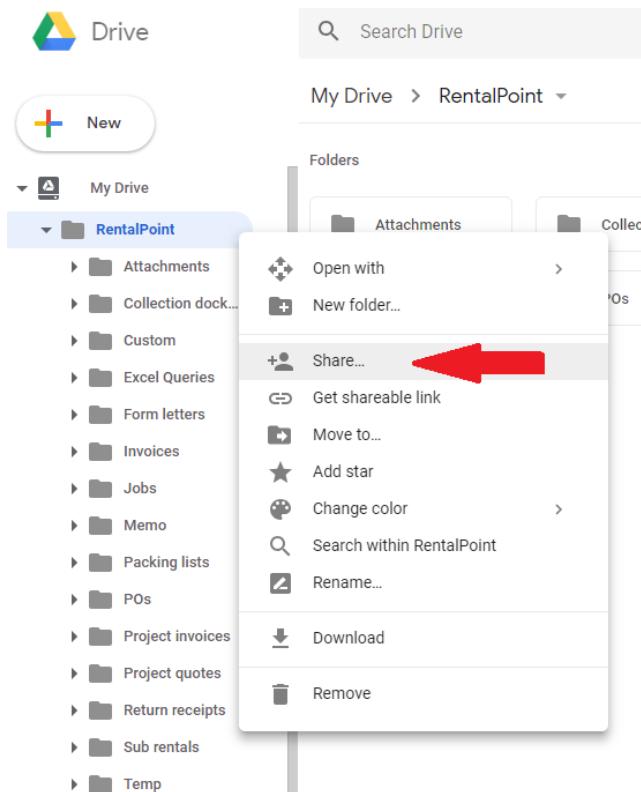 Drive
Search Drive
New
My Drive > RentalPoint
Folders
My Drive
RentalPoint
Attachments
Collection dock...
Custom
Excel Queries
Form letters
Invoices
Jobs
Memo
Packing lists
POs
Project invoices
Project quotes
Return receipts
Sub rentals
Temp
Attachments
Collec
POs
Open with
New folder...
Share...
Get shareable link
Move to...
Add star
Change color
Search within RentalPoint
Rename...
Download
Remove